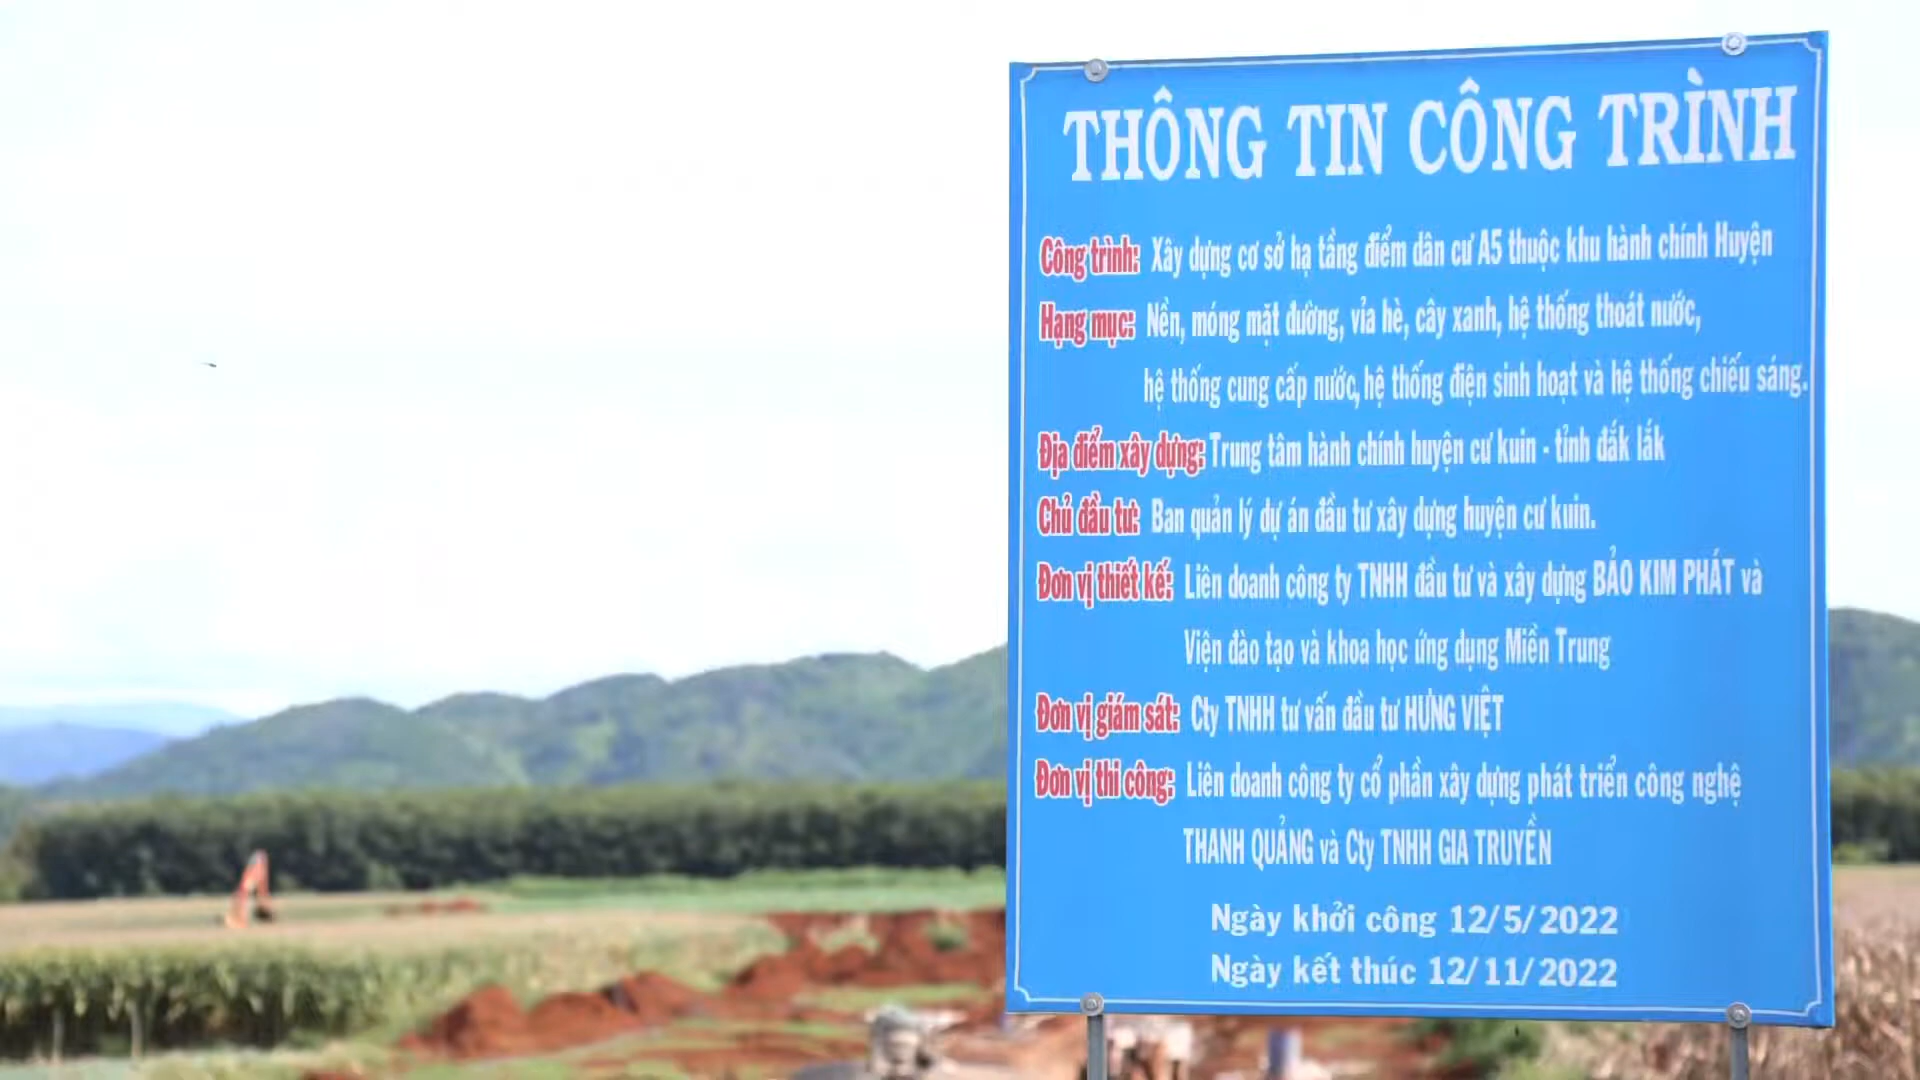 THÔNG TIN CÔNG TRÌNH
Công trình: Xây dựng cơ sở hạ tầng điểm dân cư A5 thuộc khu hành chính Huyện
Hạng mục: Nền, móng mặt đường, vỉa hè, cây xanh, hệ thống thoát nước,
hệ thống cung cấp nước, hệ thống điện sinh hoạt và hệ thống chiếu sáng.
Địa điểm xây dựng: Trung tâm hành chính huyện cư kuin - tỉnh đắk lắk
Chủ đầu tư: Ban quản lý dự án đầu tư xây dựng huyện cư kuin.
Đơn vị thiết kế: Liên doanh công ty TNHH đầu tư và xây dựng BẢO KIM PHÁT và
Viện đào tạo và khoa học ứng dụng Miền Trung
Đơn vị giám sát: Cty TNHH tư vấn đầu tư HƯNG VIỆT
Đơn vị thi công: Liên doanh công ty cổ phần xây dựng phát triển công nghệ
THANH QUẢNG và Cty TNHH GIA TRUYỀN
Ngày khởi công 12/5/2022
Ngày kết thúc 12/11/2022